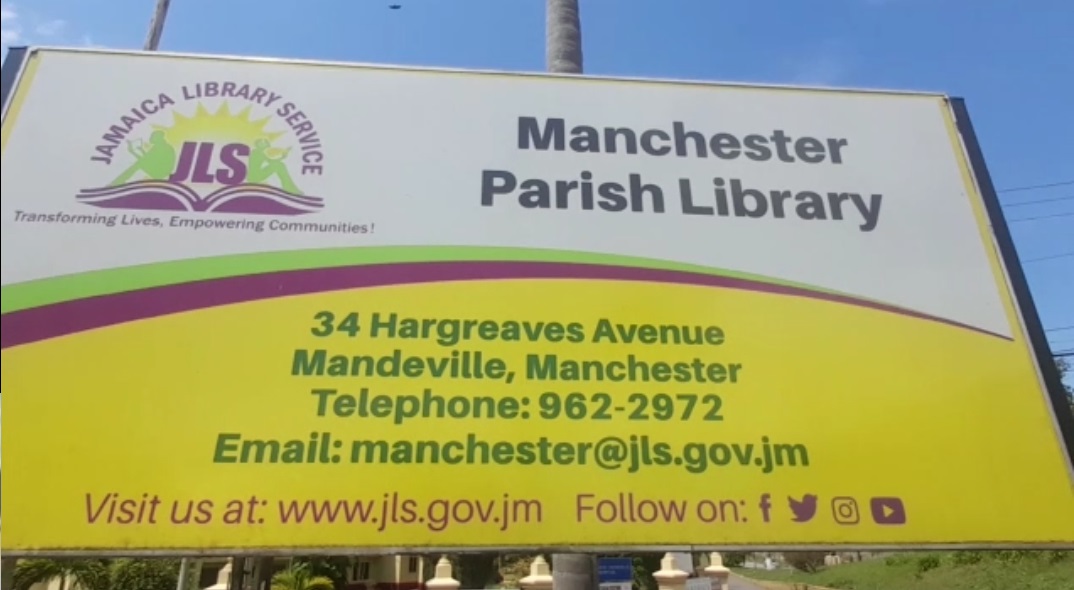 JAMAICA LIBRARY SERVICE
JLS
Transforming Lives, Empowering Communities!
Manchester
Parish Library
34 Hargreaves Avenue
Mandeville, Manchester
Telephone: 962-2972
Email: manchester@jls.gov.jm
Visit us at: www.jls.gov.jm Follow on: